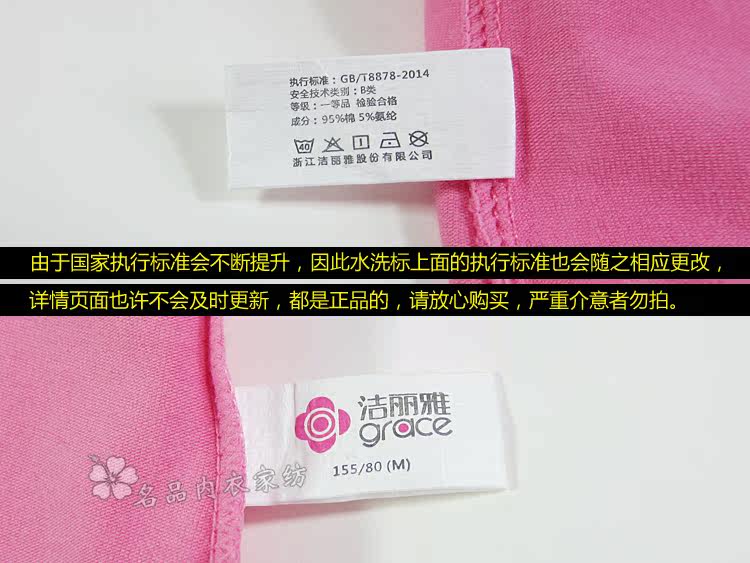 执行标准：GB/T8878-2014
安全技术类别：B类
等级：一等品 检验合格
成分：95%棉 5%氨纶
40
浙江洁丽雅股份有限公司
由于国家执行标准会不断提升，因此水洗标上面的执行标准也会随之相应更改，
详情页面也许不会及时更新，都是正品的，请放心购买，严重介意者勿拍。
洁丽雅
grace
155/80 (M)
名品内衣家纺